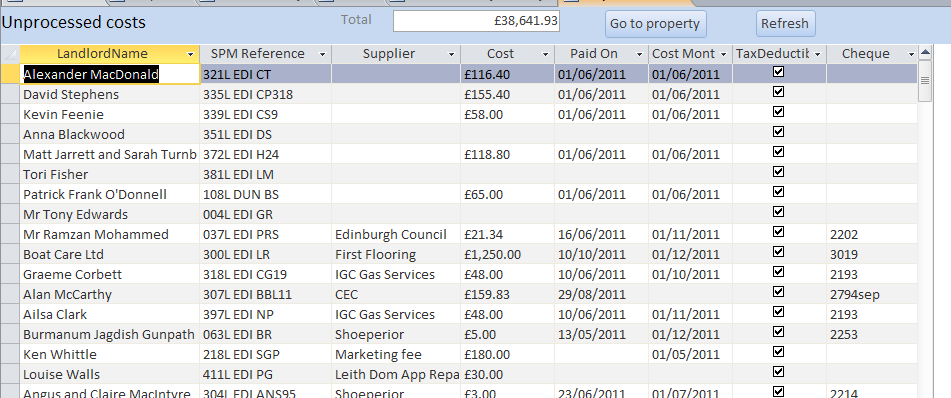 Unprocessed costs Total £38,641.93 Go to property Refresh
LandlordName SPM Reference Supplier Cost Paid On Cost Mont TaxDeductib Cheque
Alexander MacDonald 321L EDI CT £116.40 01/06/2011 01/06/2011
David Stephens 335L EDI CP318 £155.40 01/06/2011 01/06/2011
Kevin Feenie 339L EDI CS9 £58.00 01/06/2011 01/06/2011
Anna Blackwood 351L EDI DS
Matt Jarrett and Sarah Turnb 372L EDI H24 £118.80 01/06/2011 01/06/2011
Tori Fisher 381L EDI LM
Patrick Frank O'Donnell 108L DUN BS £65.00 01/06/2011 01/06/2011
Mr Tony Edwards 004L EDI GR
Mr Ramzan Mohammed 037L EDI PRS Edinburgh Council £21.34 16/06/2011 01/11/2011 2202
Boat Care Ltd 300L EDI LR First Flooring £1,250.00 10/10/2011 01/12/2011 3019
Graeme Corbett 318L EDI CG19 IGC Gas Services £48.00 10/06/2011 01/10/2011 2193
Alan McCarthy 307L EDI BBL11 CEC £159.83 29/08/2011 2794sep
Ailsa Clark 397L EDI NP IGC Gas Services £48.00 10/06/2011 01/11/2011 2193
Burmanum Jagdish Gunpath 063L EDI BR Shoeperior £5.00 13/05/2011 01/12/2011 2253
Ken Whittle 218L EDI SGP Marketing fee £180.00 01/05/2011
Louise Walls 411L EDI PG Leith Dom App Repa £30.00
Angus and Claire MacIntyre 304L EDI ANS95 Shoeperior £3.00 23/06/2011 01/07/2011 2214